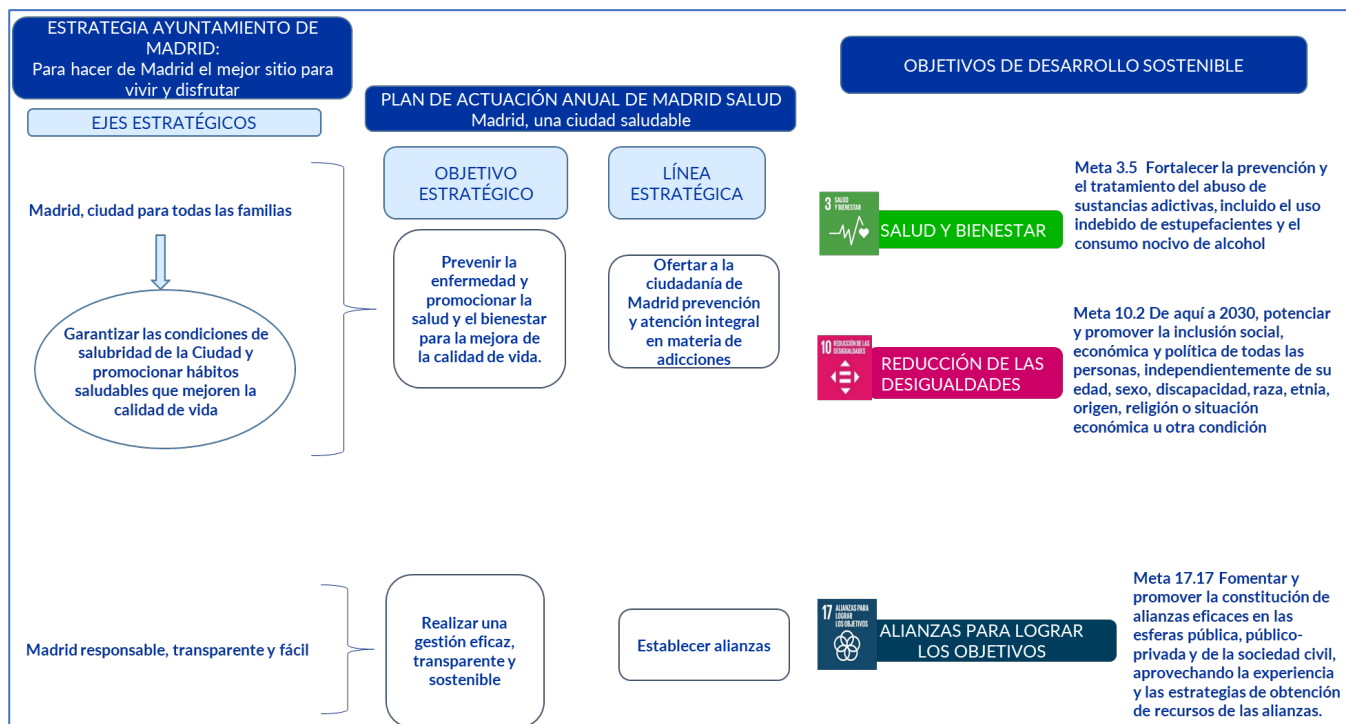 ESTRATEGIA AYUNTAMIENTO DE
MADRID:
Para hacer de Madrid el mejor sitio para
vivir y disfrutar
EJES ESTRATÉGICOS
PLAN DE ACTUACIÓN ANUAL DE MADRID SALUD
Madrid, una ciudad saludable
OBJETIVOS DE DESARROLLO SOSTENIBLE
OBJETIVO
ESTRATÉGICO
LÍNEA
ESTRATÉGICA
Madrid, ciudad para todas las familias
Garantizar las condiciones de
salubridad de la Ciudad y
promocionar hábitos
saludables que mejoren la
calidad de vida
Prevenir la
enfermedad y
promocionar la
salud y el bienestar
para la mejora de
la calidad de vida.
Ofertar a la
ciudadanía de
Madrid prevención
y atención integral
en materia de
adicciones
3 SALUD
Y BIENESTAR
SALUD Y BIENESTAR
Meta 3.5 Fortalecer la prevención y
el tratamiento del abuso de
sustancias adictivas, incluido el uso
indebido de estupefacientes y el
consumo nocivo de alcohol
10 REDUCCIÓN DE LAS
DESIGUALDADES
REDUCCIÓN DE LAS
DESIGUALDADES
Meta 10.2 De aquí a 2030, potenciar
y promover la inclusión social,
económica y política de todas las
personas, independientemente de su
edad, sexo, discapacidad, raza, etnia,
origen, religión o situación
económica u otra condición
Madrid responsable, transparente y fácil
Realizar una
gestión eficaz,
transparente y
sostenible
Establecer alianzas
17 ALIANZAS PARA
LOGRAR
LOS OBJETIVOS
ALIANZAS PARA LOGRAR
LOS OBJETIVOS
Meta 17.17 Fomentar y
promover la constitución de
alianzas eficaces en las
esferas pública, público-
privada y de la sociedad civil,
aprovechando la experiencia
y las estrategias de obtención
de recursos de las alianzas.